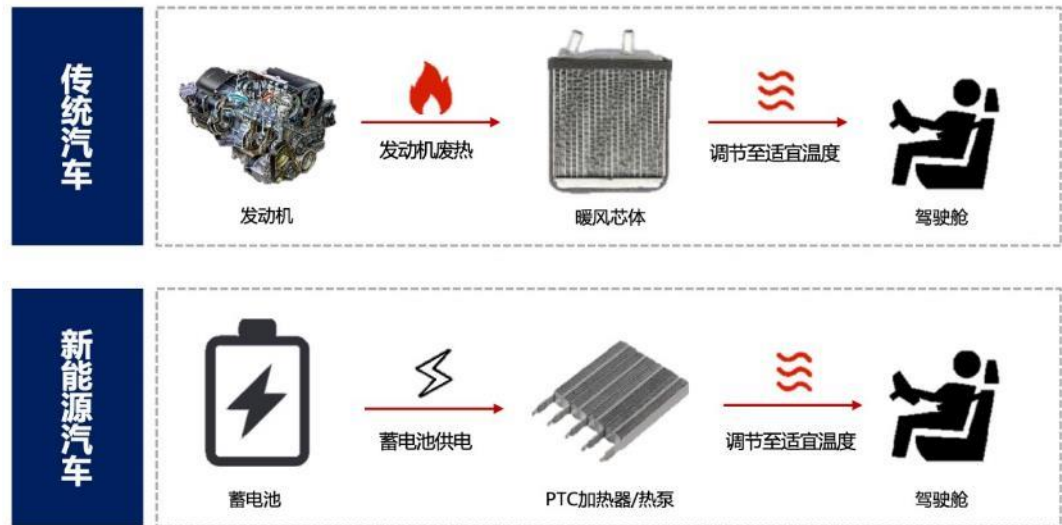 传统汽车
发动机废热
调节至适宜温度
发动机
暖风芯体
驾驶舱
新能源汽车
蓄电池供电
调节至适宜温度
蓄电池
PTC加热器/热泵
驾驶舱